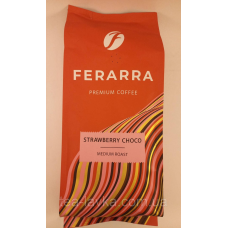 FERARRA
PREMIUM COFFEE
STRAWBERRY CHOCO
MEDIUM ROAST